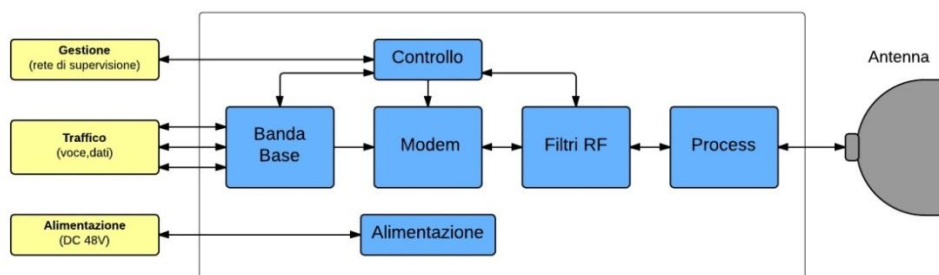 Gestione
(rete di supervisione)
Controllo
Antenna
Traffico
(voce,dati)
Banda
Base
Modem
Filtri RF
Process
Alimentazione
(DC 48V)
Alimentazione